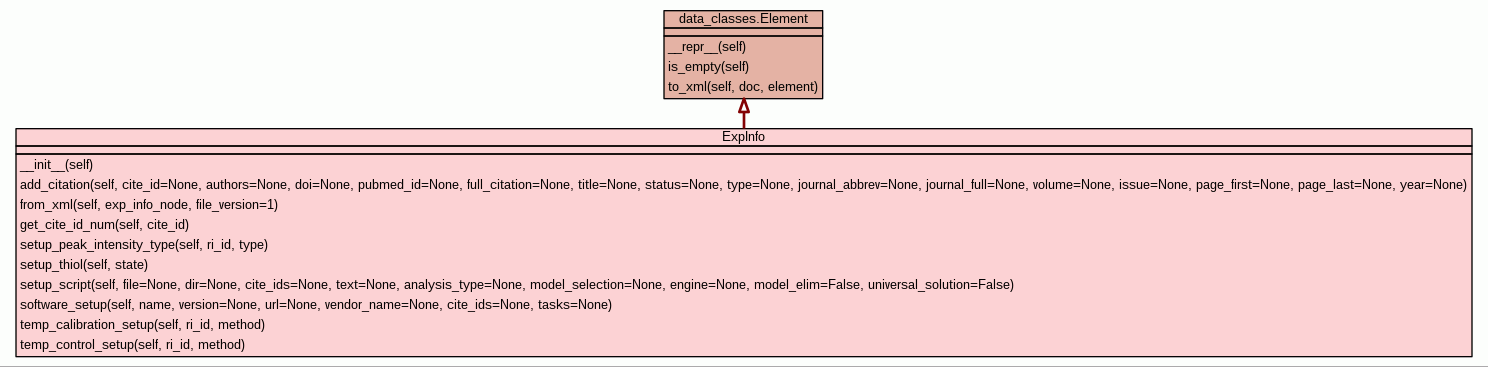 data_classes.Element
__repr__(self)
is_empty(self)
to_xml(self, doc, element)
ExpInfo
__init__(self)
add_citation(self, cite_id=None, authors=None, doi=None, pubmed_id=None, full_citation=None, title=None, status=None, type=None, journal_abbrev=None, journal_full=None, volume=None, issue=None, page_first=None, page_last=None, year=None)
from_xml(self, exp_info_node, file_version=1)
get_cite_id_num(self, cite_id)
setup_peak_intensity_type(self, ri_id, type)
setup_thiol(self, state)
setup_script(self, file=None, dir=None, cite_ids=None, text=None, analysis_type=None, model_selection=None, engine=None, model_elim=False, universal_solution=False)
software_setup(self, name, version=None, url=None, vendor_name=None, cite_ids=None, tasks=None)
temp_calibration_setup(self, ri_id, method)
temp_control_setup(self, ri_id, method)